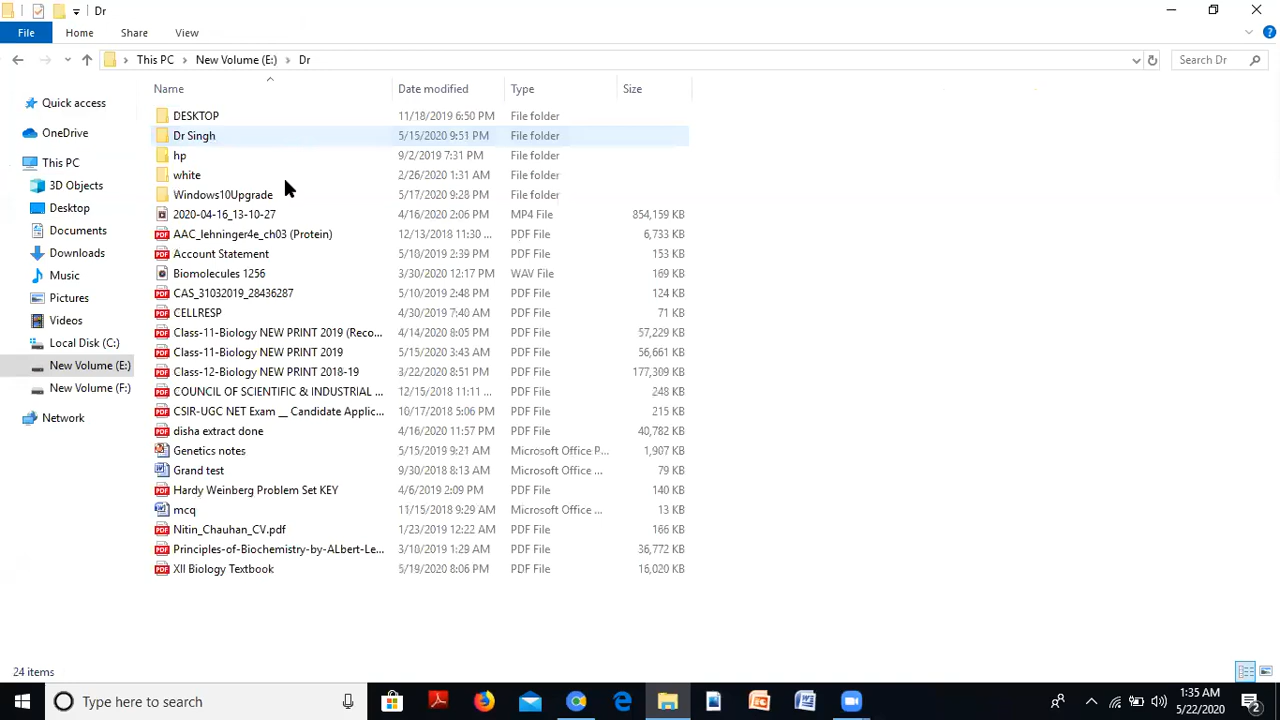 Dr
File Home Share View
This PC New Volume (E:) Dr Search Dr
Name Date modified Type Size
Quick access
OneDrive
This PC
3D Objects
Desktop
Documents
Downloads
Music
Pictures
Videos
Local Disk (C:)
New Volume (E:)
New Volume (F:)
Network
DESKTOP 11/18/2019 6:50 PM File folder
Dr Singh 5/15/2020 9:51 PM File folder
hp 9/2/2019 7:31 PM File folder
white 2/26/2020 1:31 AM File folder
Windows10Upgrade 5/17/2020 9:28 PM File folder
2020-04-16_13-10-27 4/16/2020 2:06 PM MP4 File 854,159 KB
AAC_lehninger4e_ch03 (Protein) 12/13/2018 11:30 ... PDF File 6,733 KB
Account Statement 5/18/2019 2:39 PM PDF File 153 KB
Biomolecules 1256 3/30/2020 12:17 PM WAV File 169 KB
CAS_31032019_28436287 5/10/2019 2:48 PM PDF File 124 KB
CELLRESP 4/30/2019 7:40 AM PDF File 71 KB
Class-11-Biology NEW PRINT 2019 (Reco... 4/14/2020 8:05 PM PDF File 57,229 KB
Class-11-Biology NEW PRINT 2019 5/15/2020 3:43 AM PDF File 56,661 KB
Class-12-Biology NEW PRINT 2018-19 3/22/2020 8:51 PM PDF File 177,309 KB
COUNCIL OF SCIENTIFIC & INDUSTRIAL ... 12/15/2018 11:11 ... PDF File 248 KB
CSIR-UGC NET Exam __ Candidate Applic... 10/17/2018 5:06 PM PDF File 215 KB
disha extract done 4/16/2020 11:57 PM PDF File 40,782 KB
Genetics notes 5/15/2019 9:21 AM Microsoft Office P... 1,907 KB
Grand test 9/30/2018 8:13 AM Microsoft Office ... 79 KB
Hardy Weinberg Problem Set KEY 4/6/2019 2:09 PM PDF File 140 KB
mcq 11/15/2018 9:29 AM Microsoft Office ... 13 KB
Nitin_Chauhan_CV.pdf 1/23/2019 12:22 AM PDF File 166 KB
Principles-of-Biochemistry-by-ALbert-Le... 3/18/2019 1:29 AM PDF File 36,772 KB
XII Biology Textbook 5/19/2020 8:06 PM PDF File 16,020 KB
24 items
Type here to search
1:35 AM
5/22/2020
2